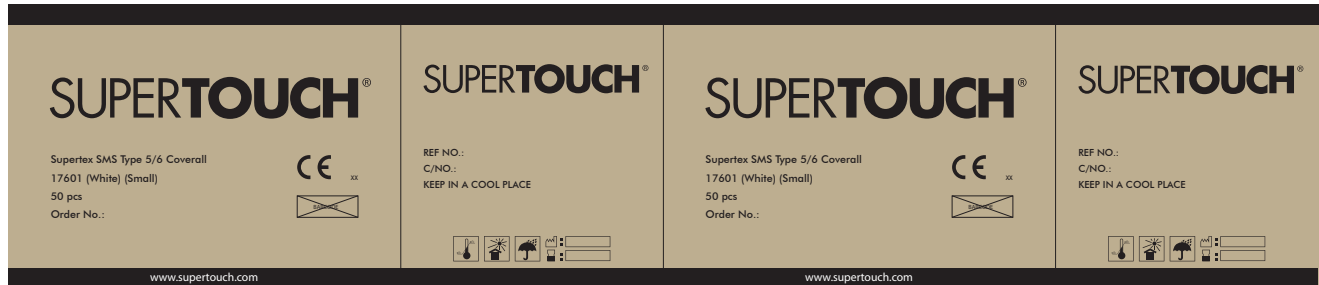 SUPERTOUCH®
Supertex SMS Type 5/6 Coverall
17601 (White) (Small)
50 pcs
Order No.:
CE
xx
BARCODE
SUPERTOUCH®
REF NO.:
C/NO.:
KEEP IN A COOL PLACE
SUPERTOUCH®
Supertex SMS Type 5/6 Coverall
17601 (White) (Small)
50 pcs
Order No.:
CE
xx
BARCODE
SUPERTOUCH®
REF NO.:
C/NO.:
KEEP IN A COOL PLACE
www.supertouch.com
www.supertouch.com